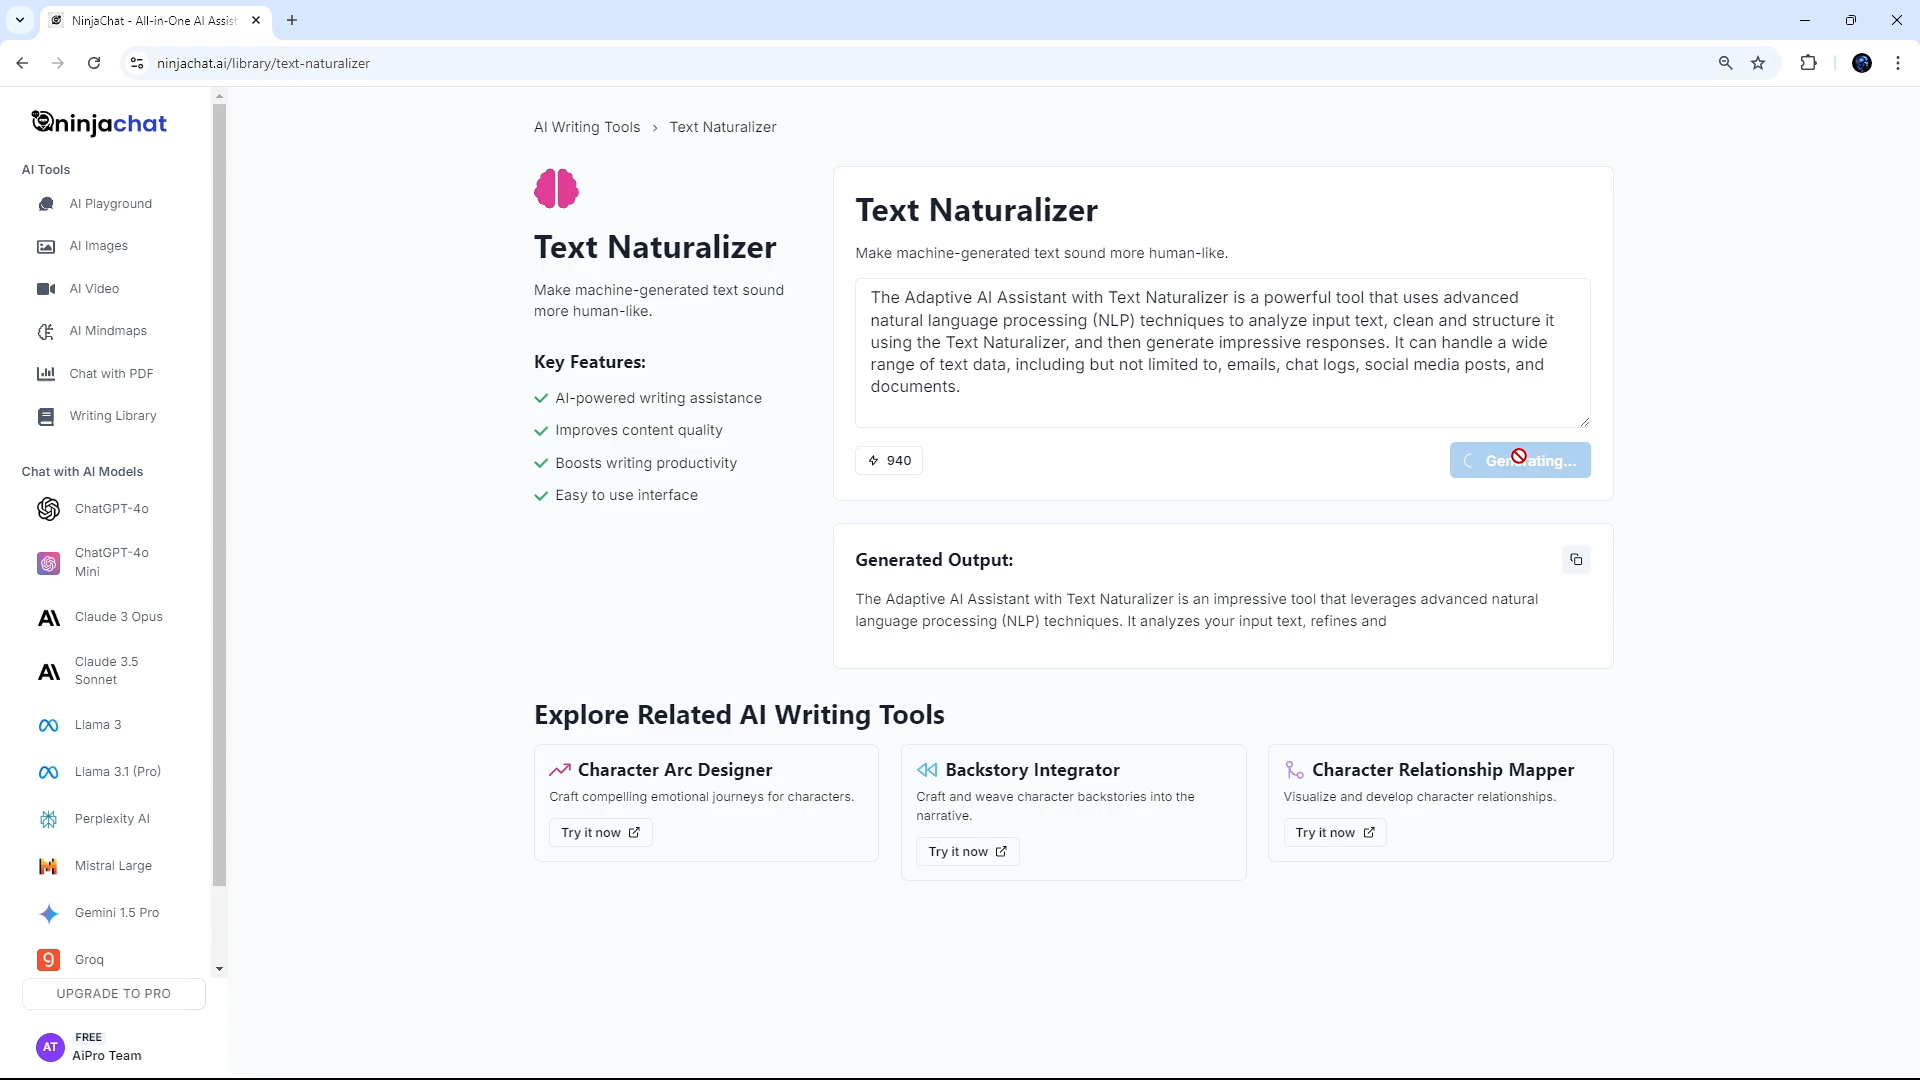 NinjaChat - All-in-One AI Assist
ninjachat.ai/library/text-naturalizer
ninjachat
AI Tools
AI Playground
AI Images
AI Video
AI Mindmaps
Chat with PDF
Writing Library
Chat with AI Models
ChatGPT-4o
ChatGPT-4o
Mini
Claude 3 Opus
Claude 3.5
Sonnet
Llama 3
Llama 3.1 (Pro)
Perplexity AI
Mistral Large
Gemini 1.5 Pro
Groq
UPGRADE TO PRO
AT
FREE
AiPro Team
AI Writing Tools › Text Naturalizer
Text Naturalizer
Make machine-generated text sound
more human-like.
Key Features:
AI-powered writing assistance
Improves content quality
Boosts writing productivity
Easy to use interface
Text Naturalizer
Make machine-generated text sound more human-like.
The Adaptive AI Assistant with Text Naturalizer is a powerful tool that uses advanced
natural language processing (NLP) techniques to analyze input text, clean and structure it
using the Text Naturalizer, and then generate impressive responses. It can handle a wide
range of text data, including but not limited to, emails, chat logs, social media posts, and
documents.
940
Generating...
Generated Output:
The Adaptive AI Assistant with Text Naturalizer is an impressive tool that leverages advanced natural
language processing (NLP) techniques. It analyzes your input text, refines and
Explore Related AI Writing Tools
Character Arc Designer
Craft compelling emotional journeys for characters.
Try it now
Backstory Integrator
Craft and weave character backstories into the
narrative.
Try it now
Character Relationship Mapper
Visualize and develop character relationships.
Try it now